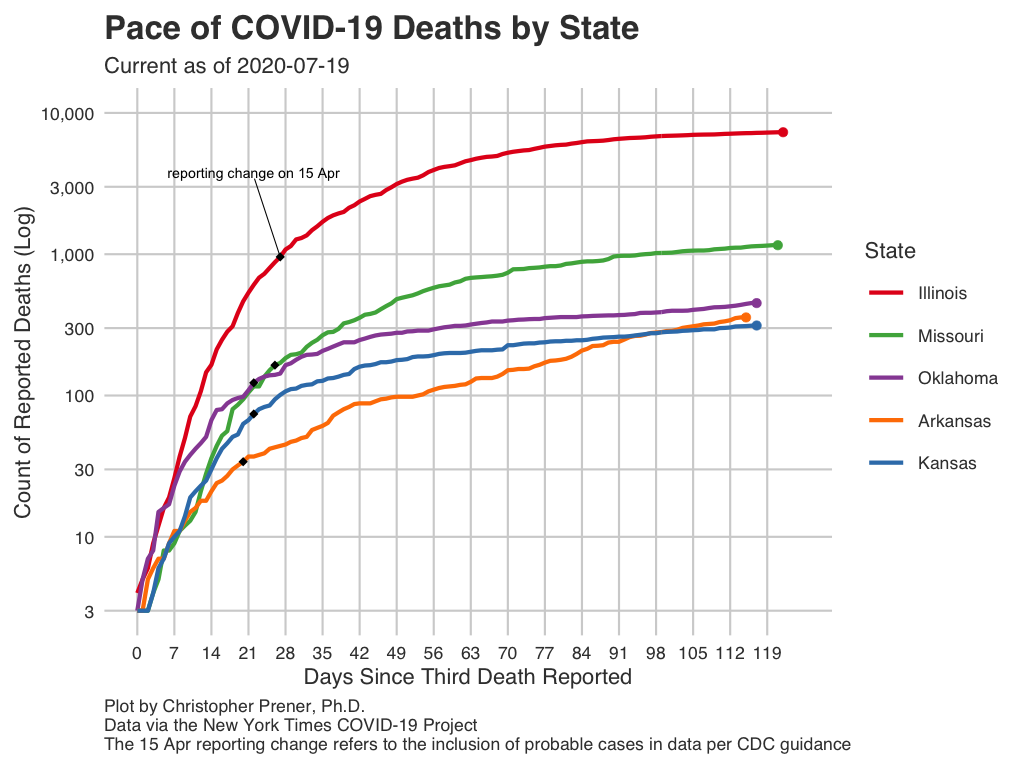 Pace of COVID-19 Deaths by State
Current as of 2020-07-19
Count of Reported Deaths (Log)
10,000
3,000
1,000
300
100
30
10
3
reporting change on 15 Apr
0 7 14 21 28 35 42 49 56 63 70 77 84 91 98 105 112 119
Days Since Third Death Reported
State
Illinois
Missouri
Oklahoma
Arkansas
Kansas
Plot by Christopher Prener, Ph.D.
Data via the New York Times COVID-19 Project
The 15 Apr reporting change refers to the inclusion of probable cases in data per CDC guidance